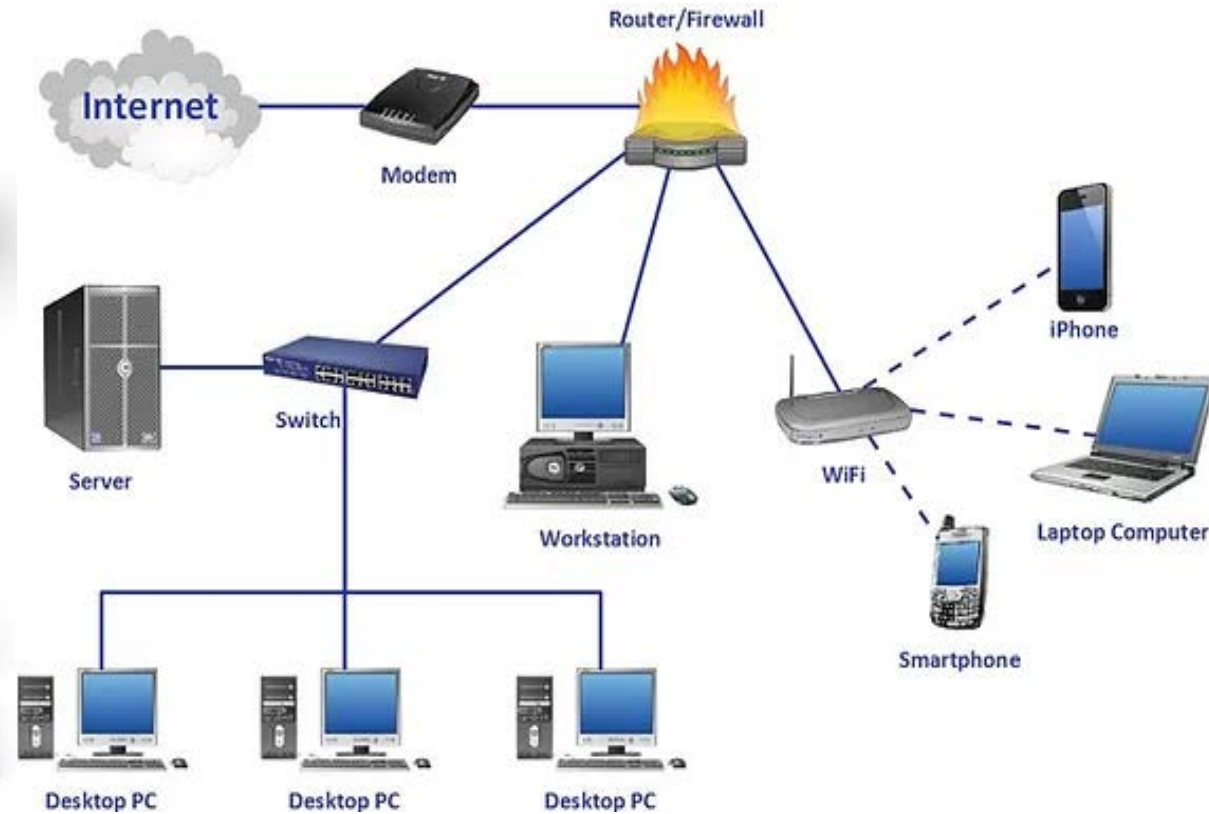 Router/Firewall
Internet
Modem
iPhone
Switch
Server
WiFi
Workstation
Laptop Computer
Smartphone
Desktop PC
Desktop PC
Desktop PC